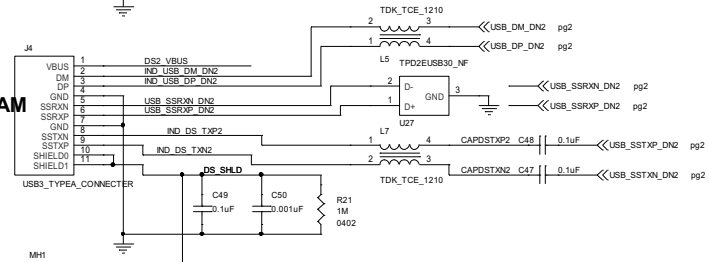 TDK_TCE_1210
2 3
USB_DM_DN2 pg2
1 4
USB_DP_DN2 pg2
L5
TPD2EUSB30_NF
J4
VBUS 1 DS2_VBUS
DM 2 IND_USB_DM_DN2
DP 3 IND_USB_DP_DN2
GND 4
SSRXN 5 USB_SSRXN_DN2
SSRXP 6 USB_SSRXP_DN2
GND 7
SSTXN 8 IND_DS_TXP2
SSTXP 9 IND_DS_TXN2
SHIELD0 10
SHIELD1 11
USB3_TYPEA_CONNECTER
AM
2 D-
GND 3
1 D+
U27
USB_SSRXN_DN2 pg2
USB_SSRXP_DN2 pg2
L7
1 4 CAPDSTXP2 C48 0.1uF USB_SSTXP_DN2 pg2
2 3 CAPDSTXN2 C47 0.1uF USB_SSTXN_DN2 pg2
TDK_TCE_1210
DS_SHLD
C49
0.1uF
C50
0.001uF
R21
1M
0402
MH1